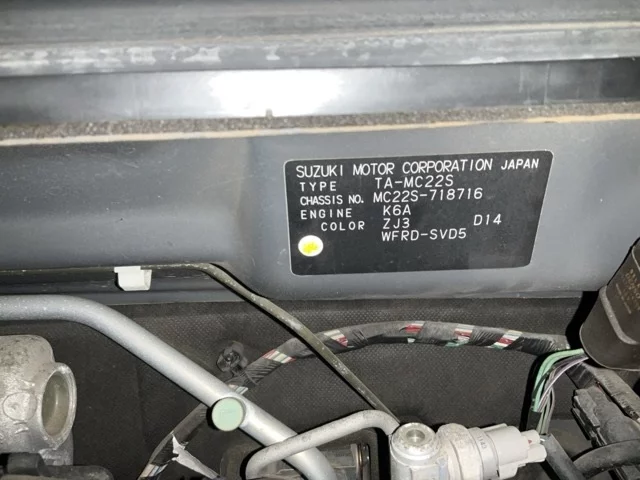 SUZUKI MOTOR CORPORATION JAPAN
TYPE TA-MC22S
CHASSIS NO. MC22S-718716
ENGINE K6A
COLOR ZJ3 D14
WFRD-SVD5